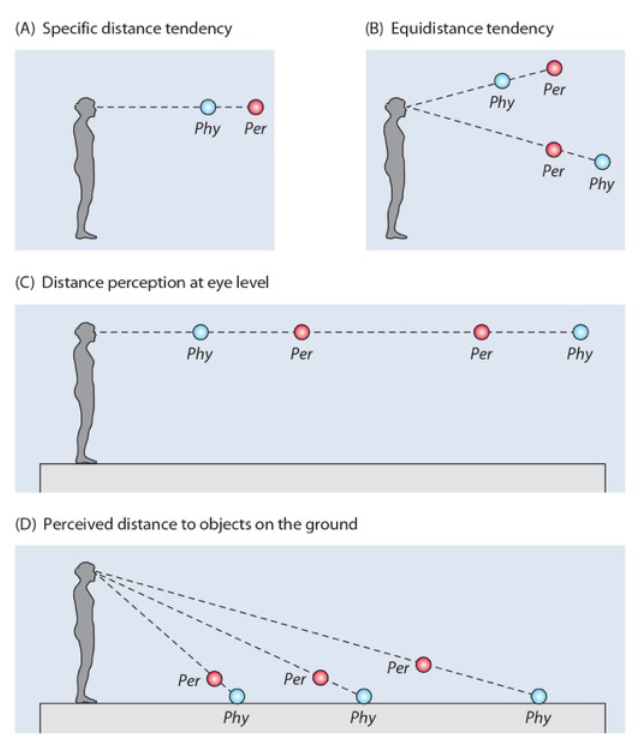 (A) Specific distance tendency
(B) Equidistance tendency
Phy Per
Phy
Per
Per
Phy
(C) Distance perception at eye level
Phy Per Per Phy
(D) Perceived distance to objects on the ground
Per Per Per
Phy Phy Phy